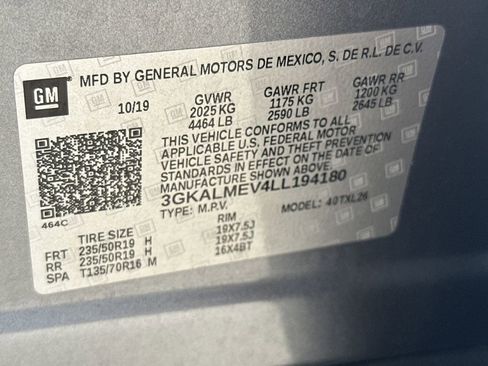 GM
MFD BY GENERAL MOTORS DE MEXICO, S. DE R.L. DE C.V.
10/19 GVWR GAWR FRT GAWR RR
2025 KG 1175 KG 1200 KG
4464 LB 2590 LB 2645 LB
THIS VEHICLE CONFORMS TO ALL
APPLICABLE U.S. FEDERAL MOTOR
VEHICLE SAFETY AND THEFT PREVENTION
STANDARDS IN EFFECT ON THE DATE OF
MANUFACTURE SHOWN ABOVE.
3GKALMEV4LL194180
464C TYPE: M.P.V. MODEL: 40TXL26
TIRE SIZE RIM
FRT 235/50R19 H 19X7.5J
RR 235/50R19 H 19X7.5J
SPA T135/70R16 M 16X4BT